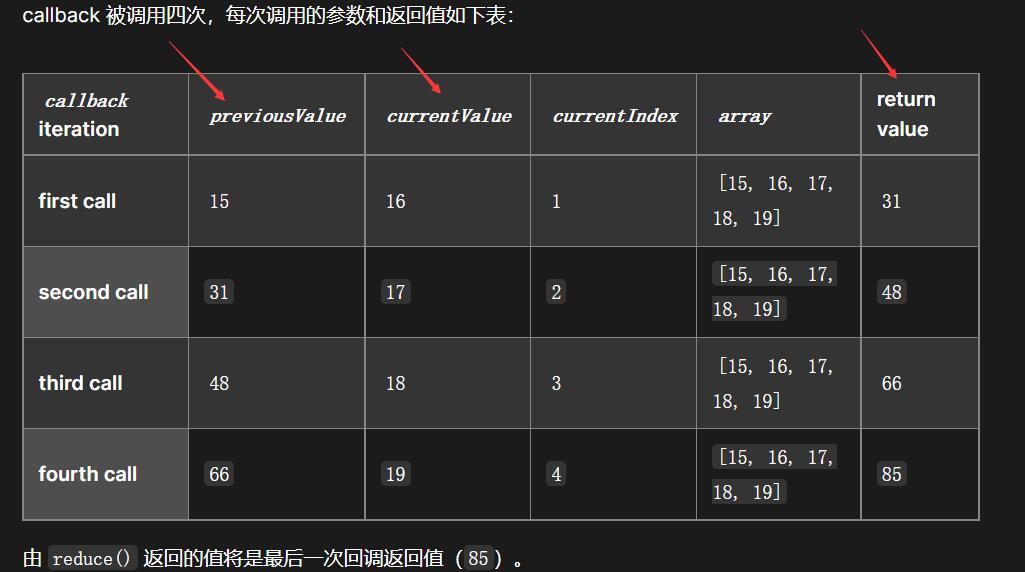 callback 被调用四次，每次调用的参数和返回值如下表：
callback iteration previousValue currentValue currentIndex array return value
first call 15 16 1 [15, 16, 17, 18, 19] 31
second call 31 17 2 [15, 16, 17, 18, 19] 48
third call 48 18 3 [15, 16, 17, 18, 19] 66
fourth call 66 19 4 [15, 16, 17, 18, 19] 85
由 reduce() 返回的值将是最后一次回调返回值（85）。